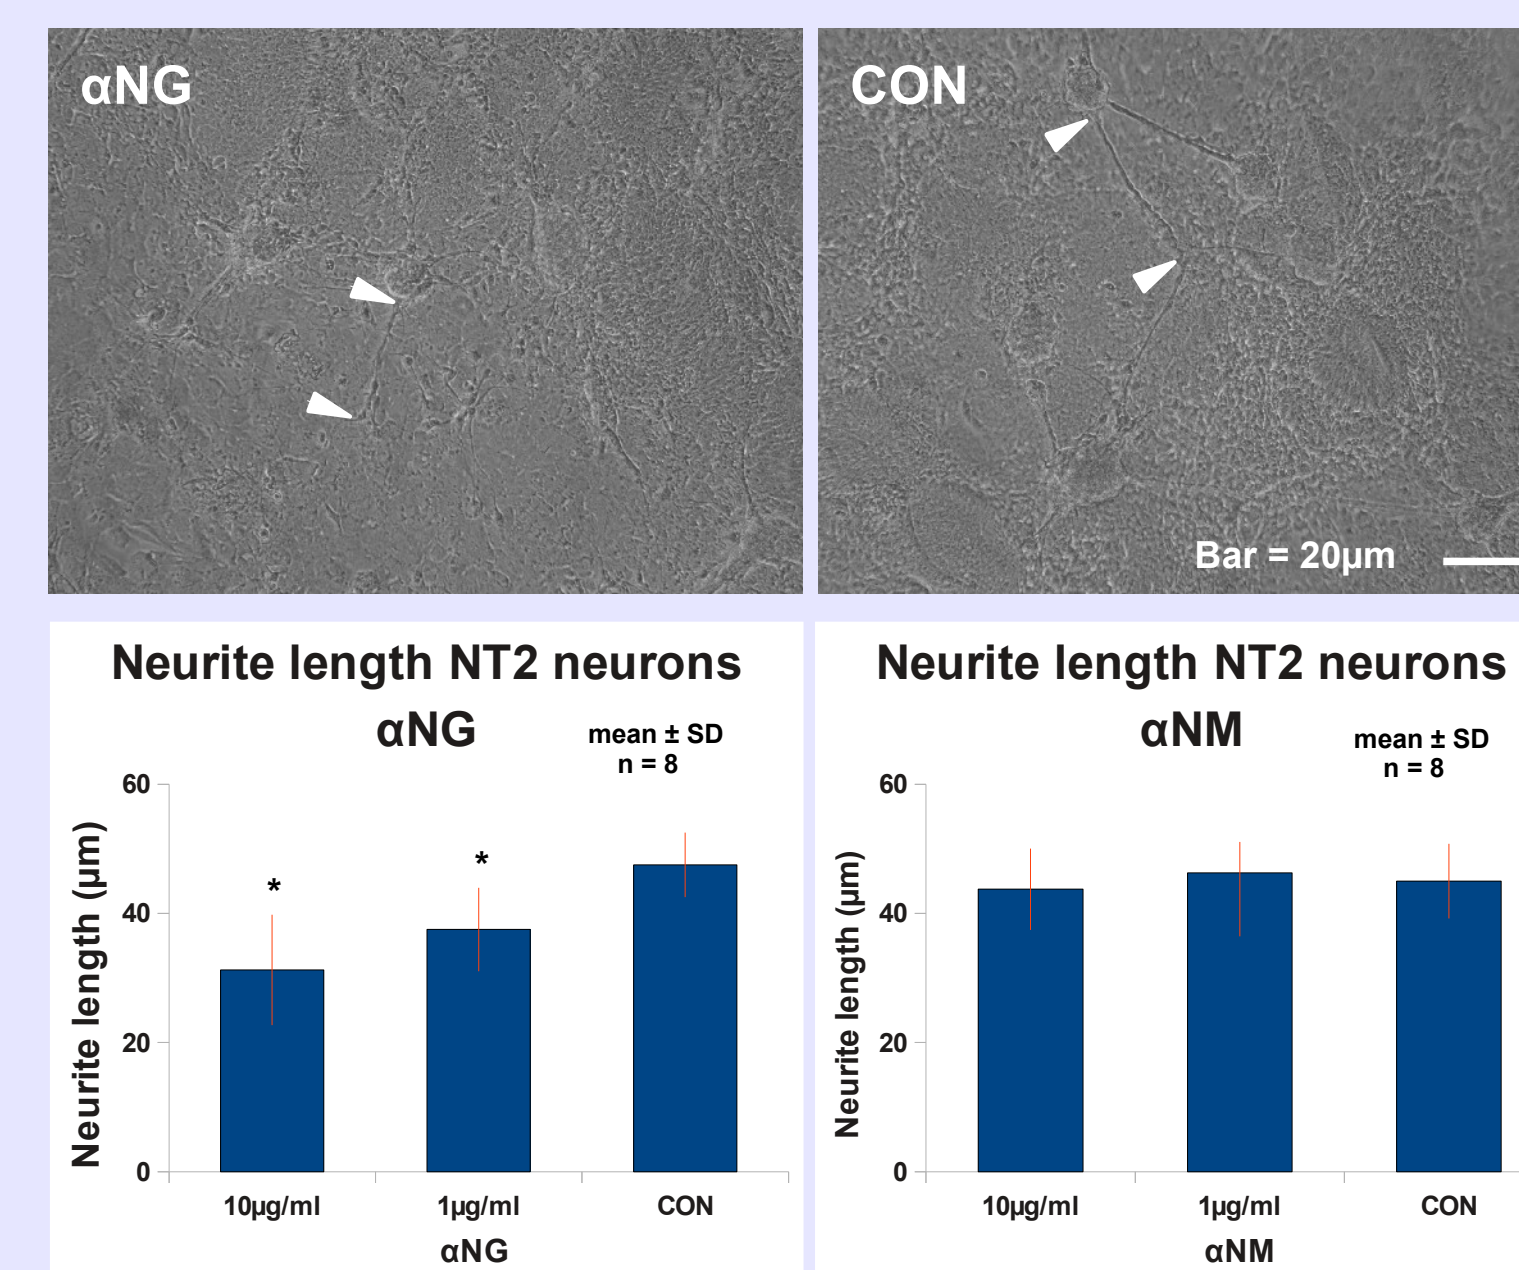 αNG
CON
Bar = 20µm
Neurite length NT2 neurons
αNG
mean ± SD
n = 8
Neurite length (µm)
60
40
20
0
*
*
10µg/ml
1µg/ml
CON
αNG
Neurite length NT2 neurons
αNM
mean ± SD
n = 8
Neurite length (µm)
60
40
20
0
10µg/ml
1µg/ml
CON
αNM